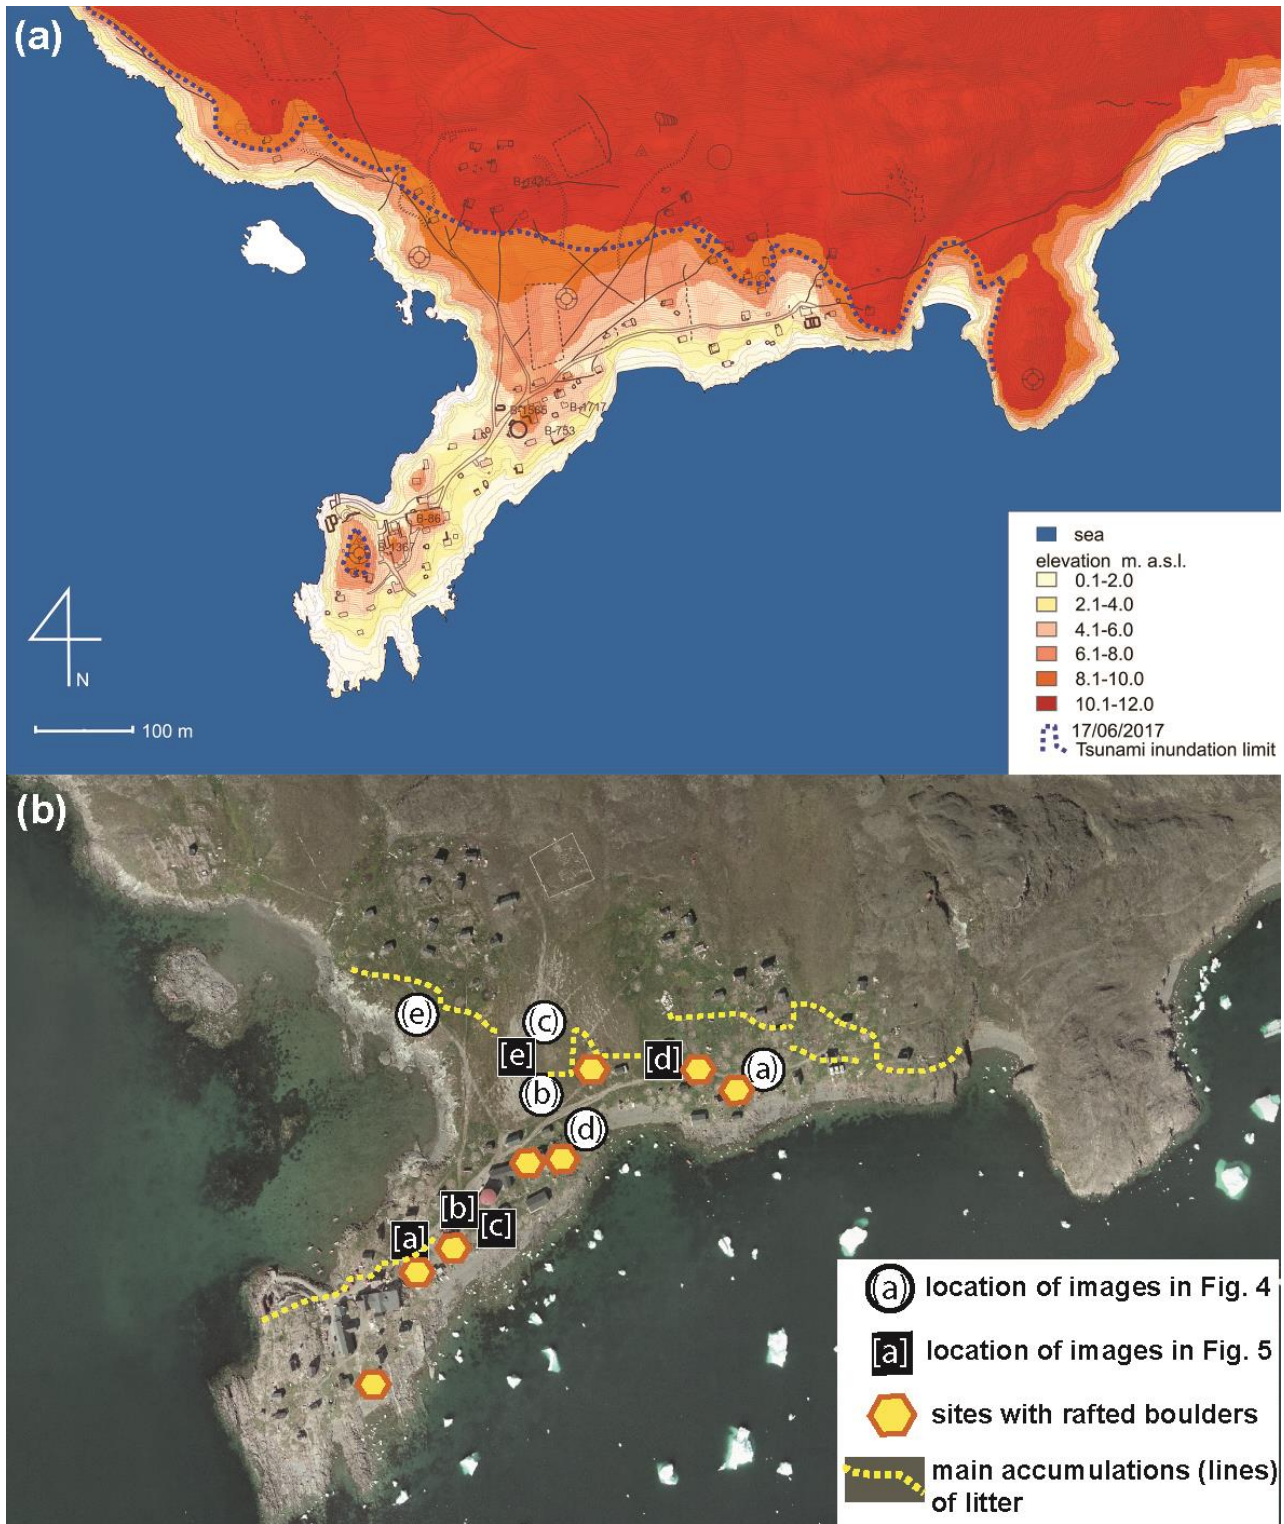 (a)
B-1425
B-1566
B-1717
B-753
B-86
B-1367
N
100 m
sea
elevation m. a.s.l.
0.1-2.0
2.1-4.0
4.1-6.0
6.1-8.0
8.1-10.0
10.1-12.0
17/06/2017
Tsunami inundation limit
(b)
(e)
(c)
[e]
[d]
(a)
(b)
(d)
[b]
[c]
[a]
(a) location of images in Fig. 4
[a] location of images in Fig. 5
sites with rafted boulders
main accumulations (lines)
of litter